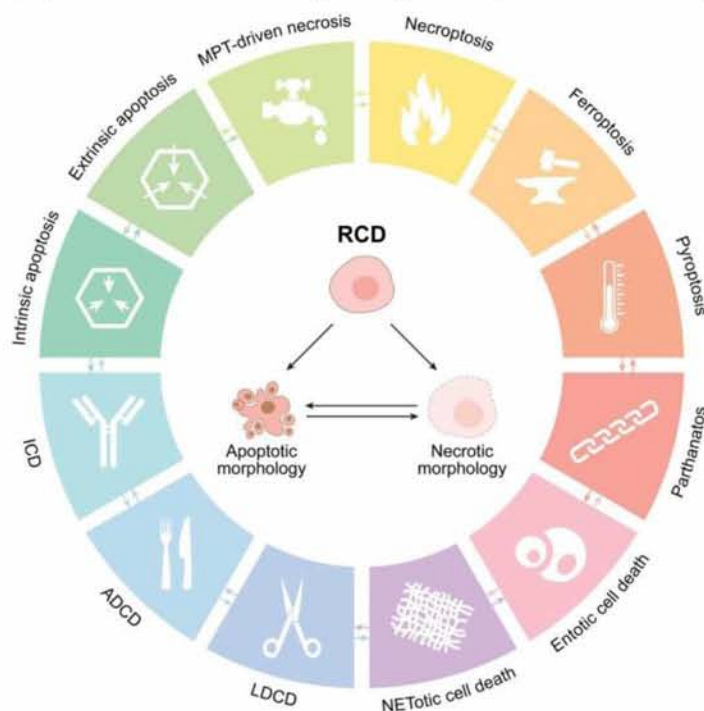 MPT-driven necrosis
Necroptosis
Ferroptosis
Pyroptosis
Parthanatos
Entotic cell death
NETotic cell death
LDCD
ADCD
ICD
Intrinsic apoptosis
Extrinsic apoptosis
RCD
Apoptotic
morphology
Necrotic
morphology